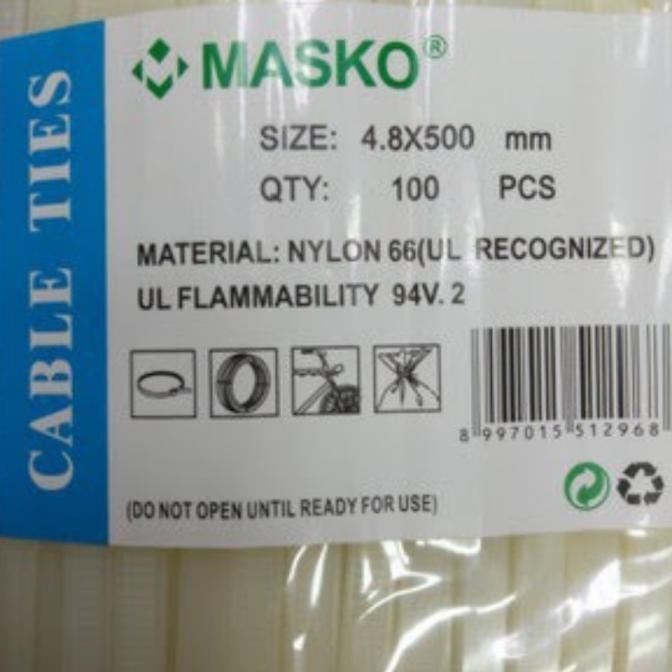 CABLE TIES
MASKO®
SIZE: 4.8X500 mm
QTY: 100 PCS
MATERIAL: NYLON 66(UL RECOGNIZED)
UL FLAMMABILITY 94V.2
8 997015 512968
(DO NOT OPEN UNTIL READY FOR USE)